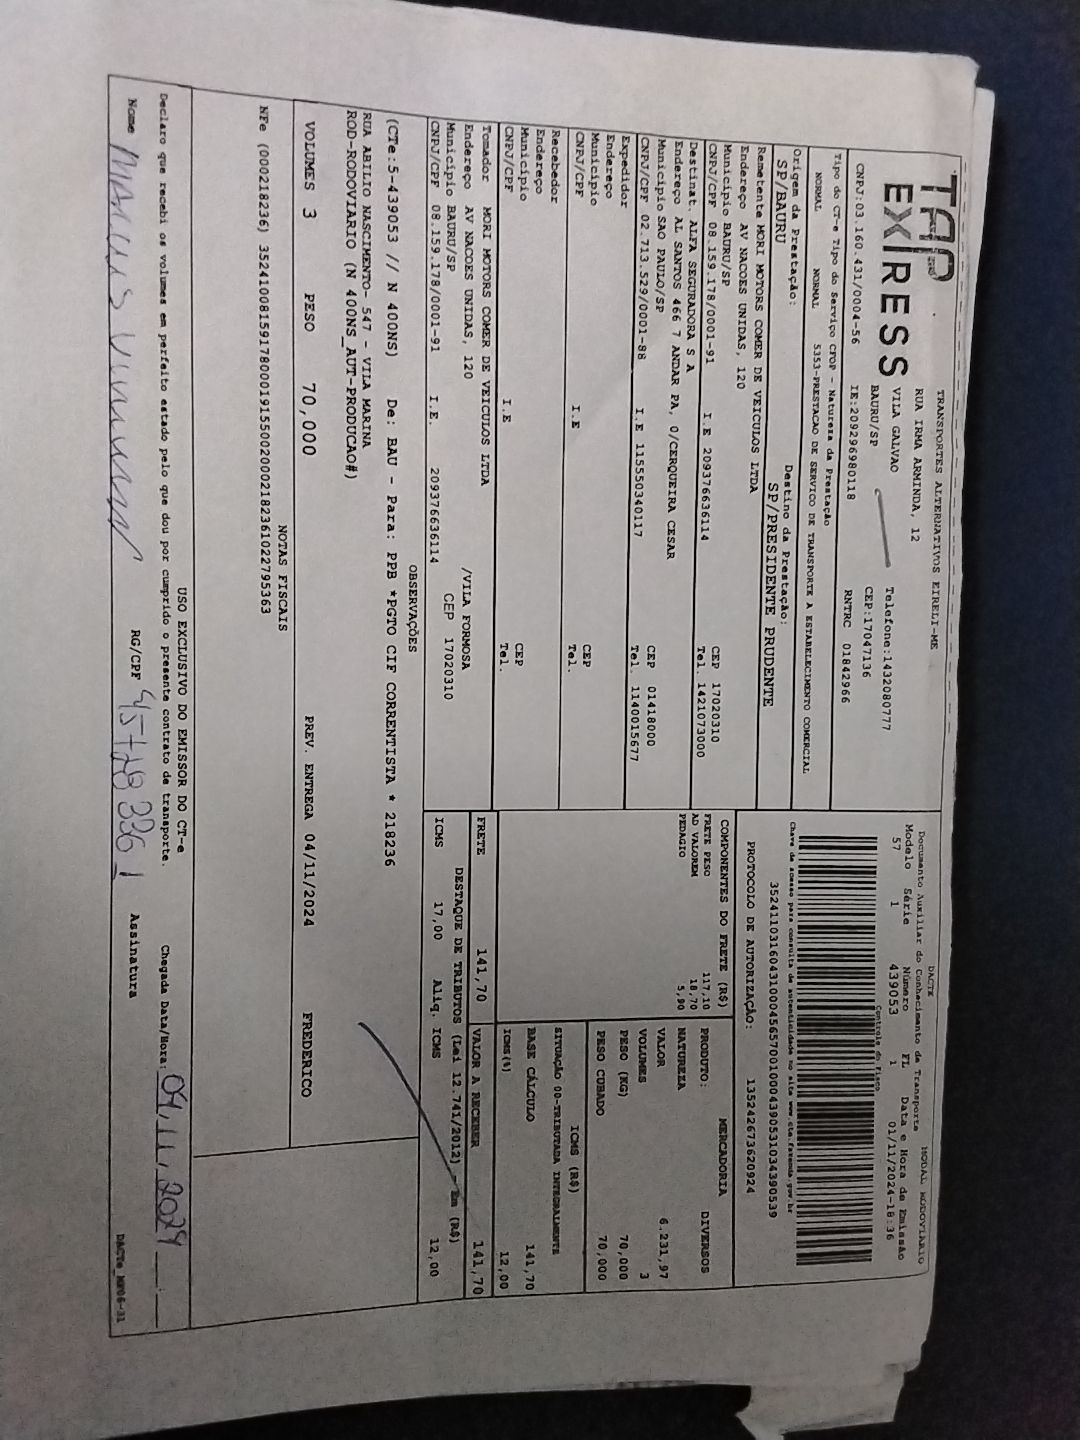 TAP EXPRESS
TRANSPORTES ALTERNATIVOS EIRELI-ME
RUA IRMA ARMINDA, 12
VILA GALVAO Telefone:1432080777
BAURU/SP CEP:17047136
CNPJ:03.160.431/0004-56 IE:209296980118 RNTRC 01842966
DACTE MODAL RODOVIÁRIO
Documento Auxiliar do Conhecimento de Transporte
Modelo Série Número FL Data e Hora de Emissão
57 1 439053 1 01/11/2024-18:36
Controle do Fisco
Chave de acesso para consulta de autenticidade no site www.cte.fazenda.gov.br
35241103160431000456570010004390531034390539
PROTOCOLO DE AUTORIZAÇÃO: 135242673620924
Tipo do CT-e Tipo do Serviço CFOP - Natureza da Prestação
NORMAL NORMAL 5353-PRESTACAO DE SERVICO DE TRANSPORTE A ESTABELECIMENTO COMERCIAL
Origem da Prestação: Destino da Prestação:
SP/BAURU SP/PRESIDENTE PRUDENTE
Remetente MORI MOTORS COMER DE VEICULOS LTDA
Endereço AV NACOES UNIDAS, 120
Município BAURU/SP CEP 17020310
CNPJ/CPF 08.159.178/0001-91 I.E 209376636114 Tel. 1421073000
Destinat. ALFA SEGURADORA S A
Endereço AL SANTOS 466 7 ANDAR PA, 0/CERQUEIRA CESAR
Município SAO PAULO/SP CEP 01418000
CNPJ/CPF 02.713.529/0001-88 I.E 115550340117 Tel. 1140015677
Expedidor
Endereço
Município CEP
CNPJ/CPF I.E Tel.
Recebedor
Endereço
Município CEP
CNPJ/CPF I.E Tel.
Tomador MORI MOTORS COMER DE VEICULOS LTDA
Endereço AV NACOES UNIDAS, 120 /VILA FORMOSA
Município BAURU/SP CEP 17020310
CNPJ/CPF 08.159.178/0001-91 I.E. 209376636114
COMPONENTES DO FRETE (R$)
FRETE PESO 117,10
AD VALOREM 18,70
PEDAGIO 5,90
MERCADORIA
PRODUTO: DIVERSOS
NATUREZA
VALOR 6.231,97
VOLUMES 3
PESO (KG) 70,000
PESO CUBADO 70,000
ICMS (R$)
SITUAÇÃO 00-TRIBUTADA INTEGRALMENTE
BASE CÁLCULO 141,70
ICMS(%) 12,00
FRETE 141,70 VALOR A RECEBER 141,70
DESTAQUE DE TRIBUTOS (Lei 12.741/2012) - Em (R$)
ICMS 17,00 Aliq. ICMS 12,00
OBSERVAÇÕES
(CTe:5-439053 // N 400NS) De: BAU - Para: PPB *PGTO CIF CORRENTISTA * 218236
RUA ABILIO NASCIMENTO- 547 - VILA MARINA
ROD-RODOVIARIO (N 400NS_AUT-PRODUCAO#)
VOLUMES 3 PESO 70,000 PREV. ENTREGA 04/11/2024 FREDERICO
NOTAS FISCAIS
NFe (000218236) 35241008159178000191550020002182361022795363
USO EXCLUSIVO DO EMISSOR DO CT-e
Declaro que recebi os volumes em perfeito estado pelo que dou por cumprido o presente contrato de transporte. Chegada Data/Hora: 04,11,2024
Nome RG/CPF Assinatura
DACTe_MP06-31